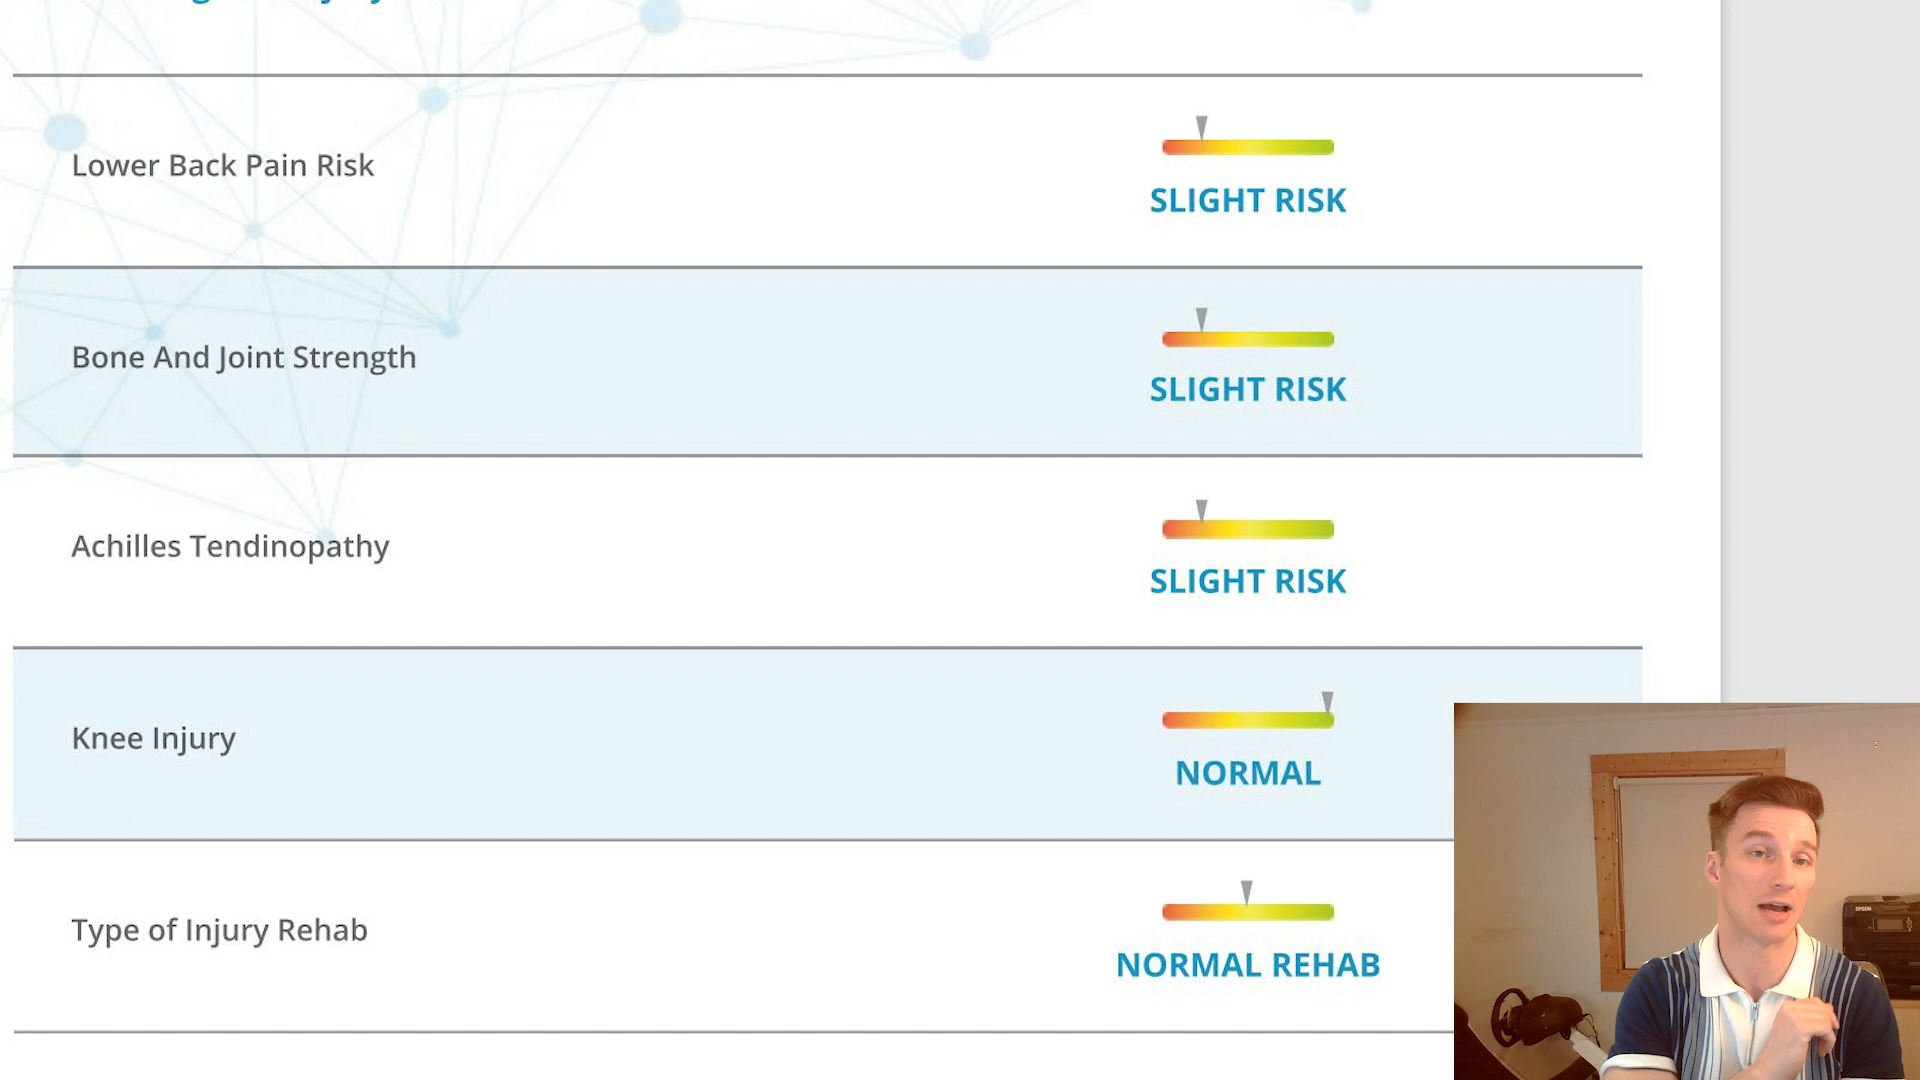 Lower Back Pain Risk
SLIGHT RISK
Bone And Joint Strength
SLIGHT RISK
Achilles Tendinopathy
SLIGHT RISK
Knee Injury
NORMAL
Type of Injury Rehab
NORMAL REHAB
EPSON